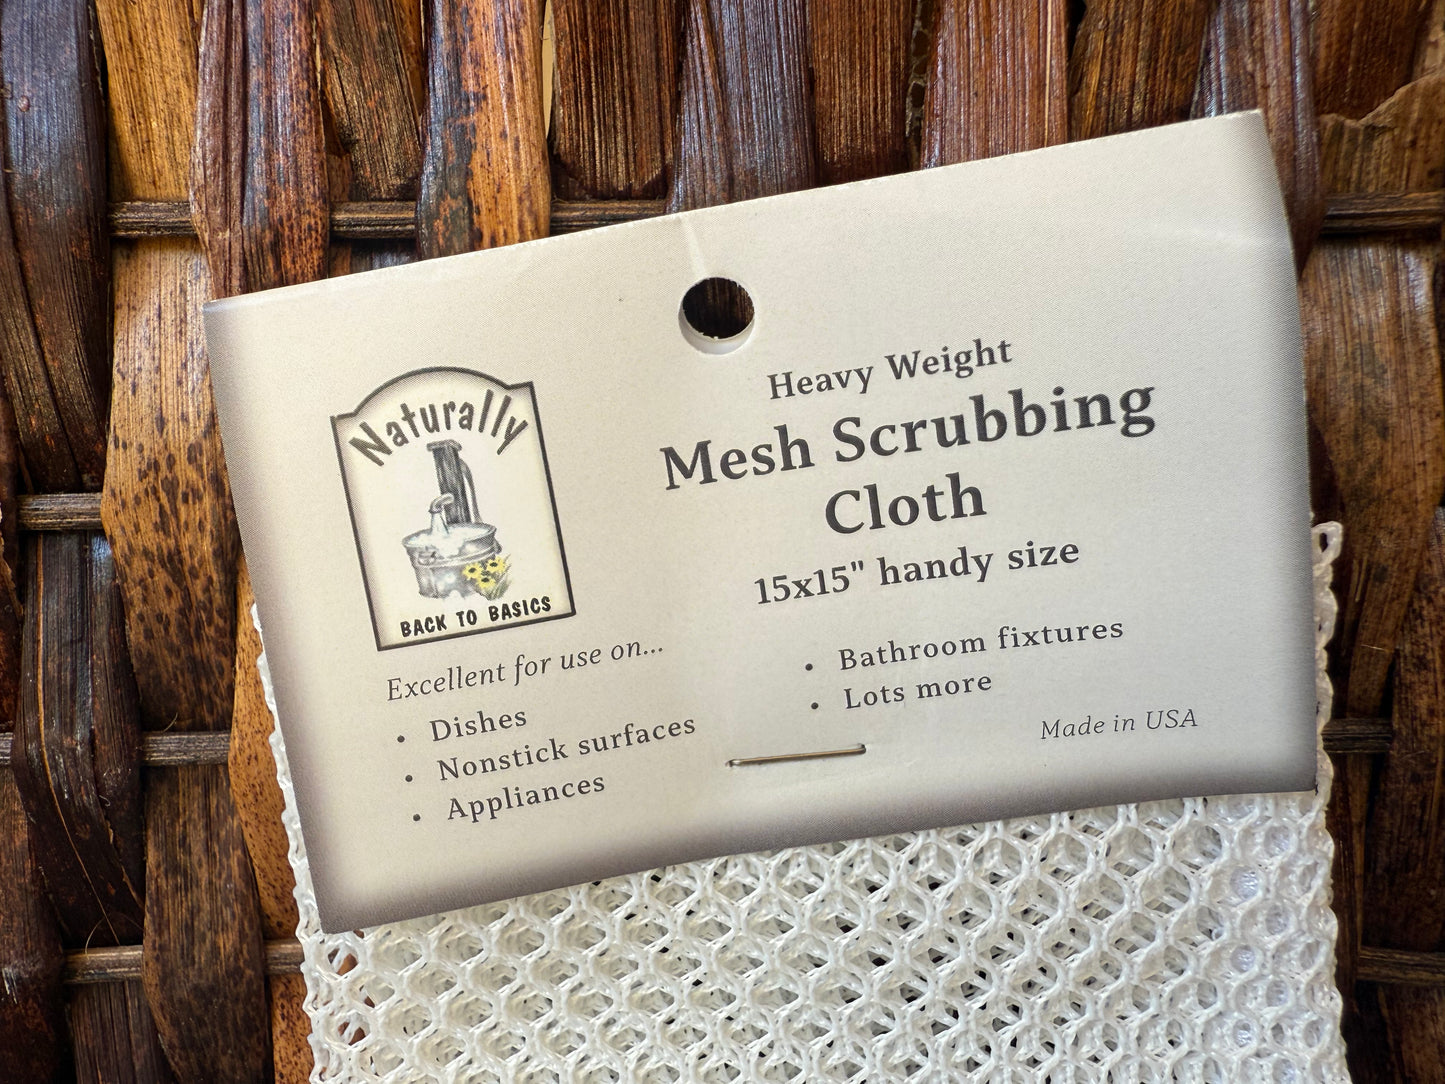 Naturally
BACK TO BASICS
Heavy Weight
Mesh Scrubbing
Cloth
15x15" handy size
Excellent for use on...
• Dishes
• Nonstick surfaces
• Appliances
• Bathroom fixtures
• Lots more
Made in USA